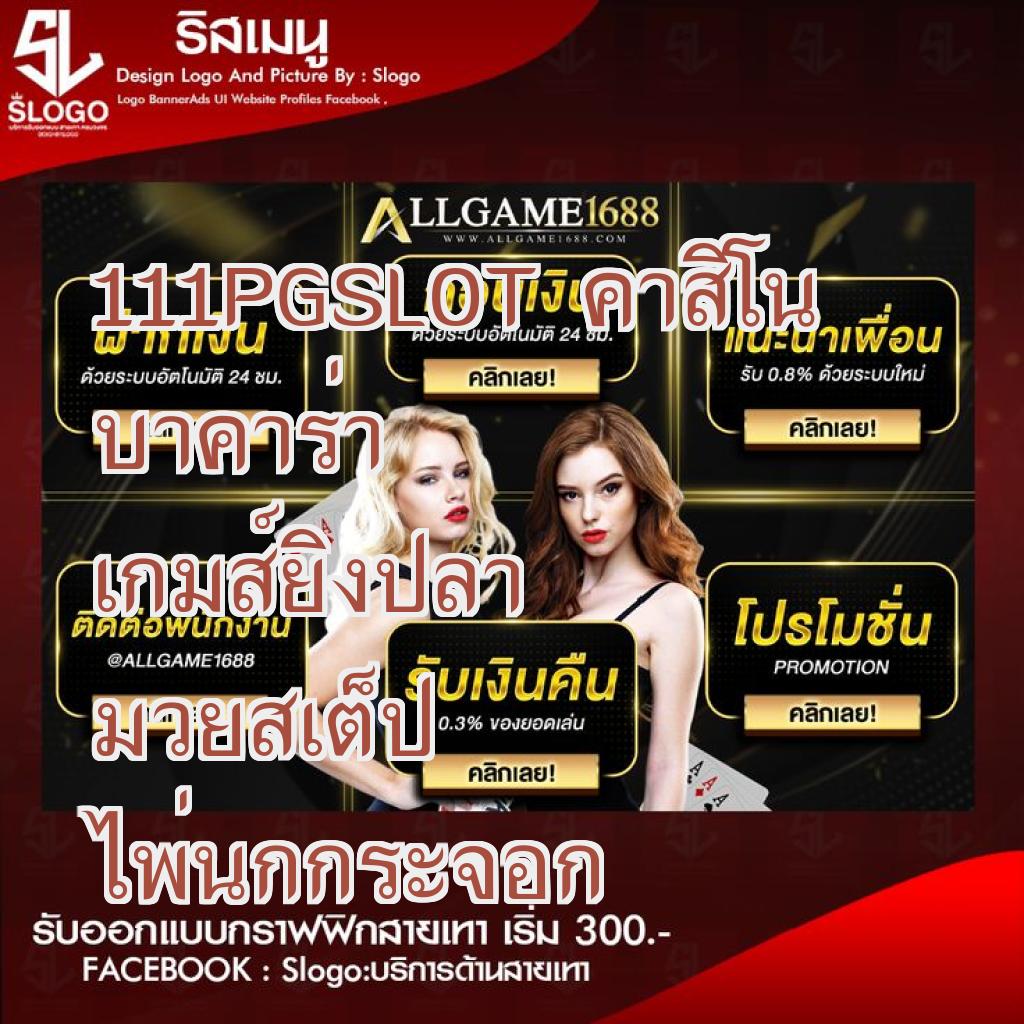 SLOGO
ริสเมนู
Design Logo And Picture By : Slogo
Logo BannerAds UI Website Profiles Facebook .
ALLGAME1688
WWW.ALLGAME1688.COM
111PGSLOT คาสิโน
ด้วยระบบอัตโนมัติ 24 ชม.
ด้วยระบบอัตโนมัติ 24 ชม.
คลิกเลย!
แนะนำเพื่อน
รับ 0.8% ด้วยระบบใหม่
คลิกเลย!
บาคาร่า
เกมส์ยิงปลา
ติดต่อพนักงาน
@ALLGAME1688
มวยสเต็ป
รับเงินคืน
0.3% ของยอดเล่น
คลิกเลย!
โปรโมชั่น
PROMOTION
คลิกเลย!
ไพ่นกกระจอก
รับออกแบบกราฟฟิกสายเทา เริ่ม 300.-
FACEBOOK : Slogo:บริการด้านสายเทา